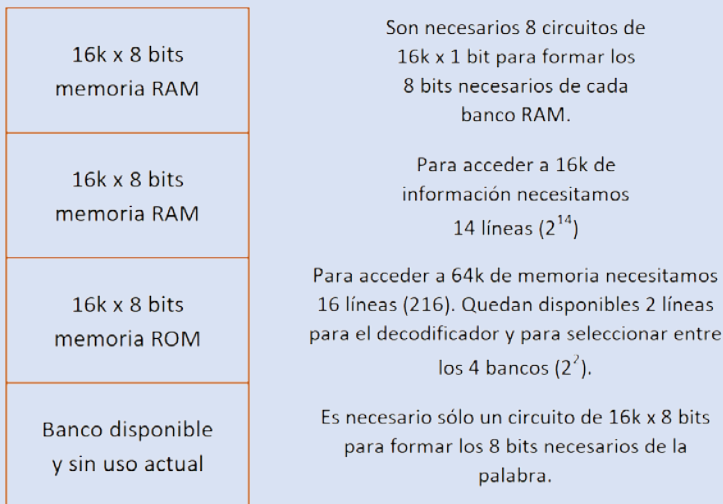 16k x 8 bits
memoria RAM
Son necesarios 8 circuitos de
16k x 1 bit para formar los
8 bits necesarios de cada
banco RAM.
16k x 8 bits
memoria RAM
Para acceder a 16k de
información necesitamos
14 líneas (2¹⁴)
16k x 8 bits
memoria ROM
Para acceder a 64k de memoria necesitamos
16 líneas (216). Quedan disponibles 2 líneas
para el decodificador y para seleccionar entre
los 4 bancos (2²).
Banco disponible
y sin uso actual
Es necesario sólo un circuito de 16k x 8 bits
para formar los 8 bits necesarios de la
palabra.